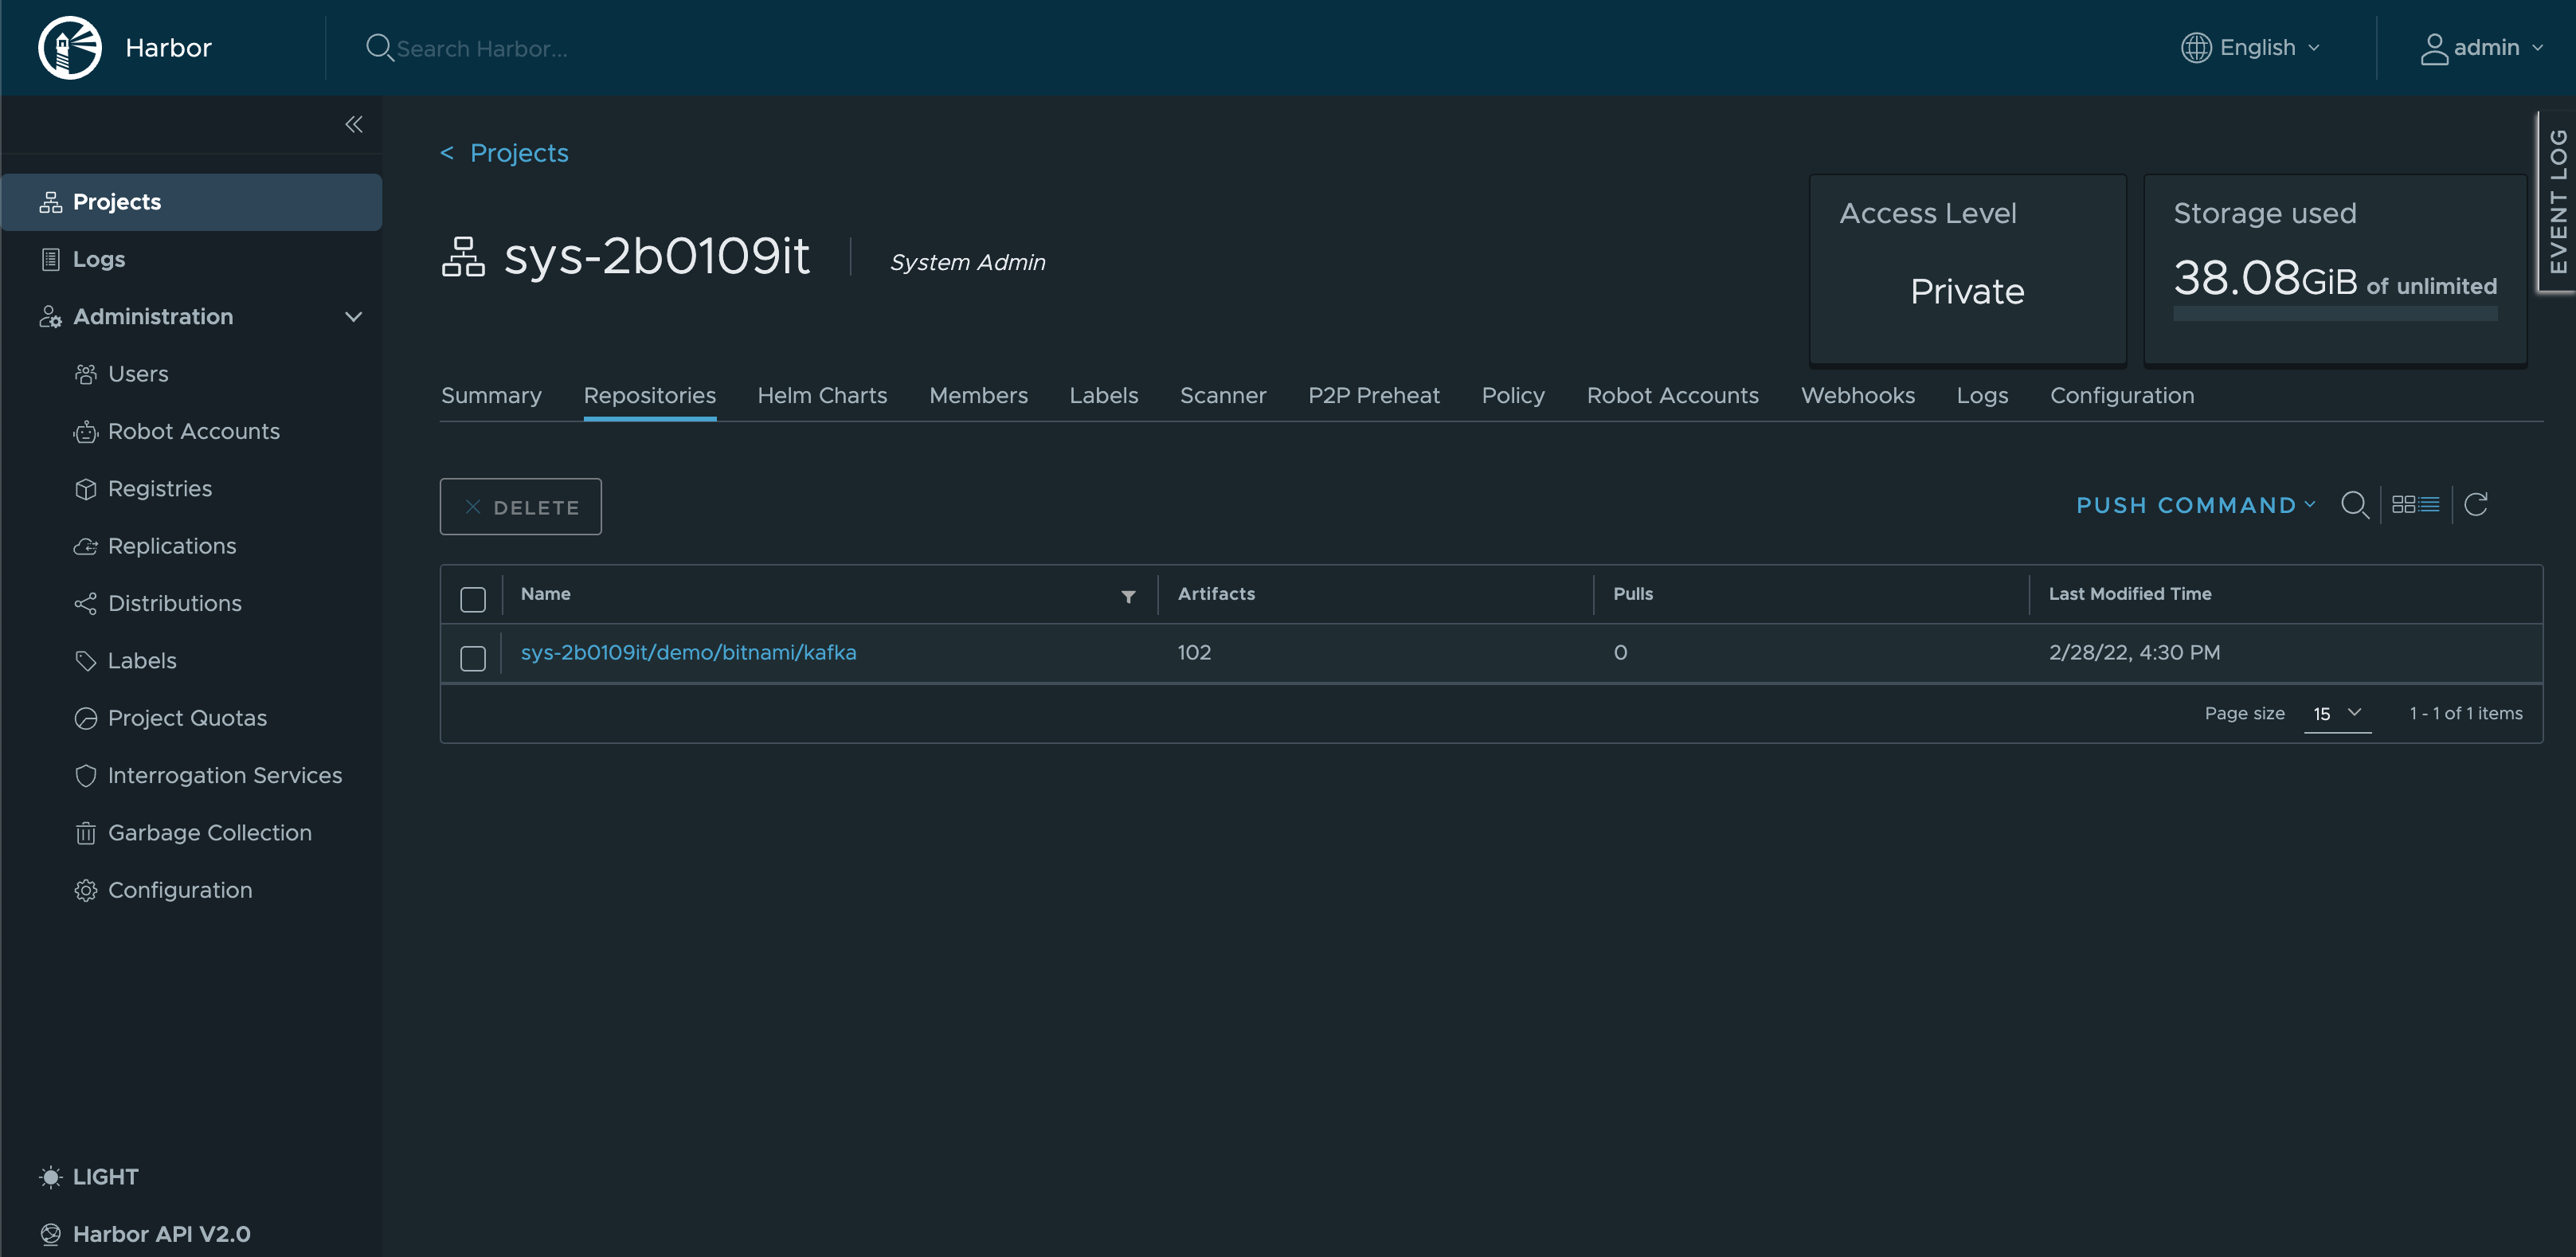 Harbor
Search Harbor...
English
admin
EVENT LOG
Projects
Logs
Administration
Users
Robot Accounts
Registries
Replications
Distributions
Labels
Project Quotas
Interrogation Services
Garbage Collection
Configuration
LIGHT
Harbor API V2.0
< Projects
sys-2b0109it
System Admin
Access Level
Private
Storage used
38.08GiB of unlimited
Summary Repositories Helm Charts Members Labels Scanner P2P Preheat Policy Robot Accounts Webhooks Logs Configuration
DELETE
PUSH COMMAND
Name Artifacts Pulls Last Modified Time
sys-2b0109it/demo/bitnami/kafka 102 0 2/28/22, 4:30 PM
Page size 15 1 - 1 of 1 items